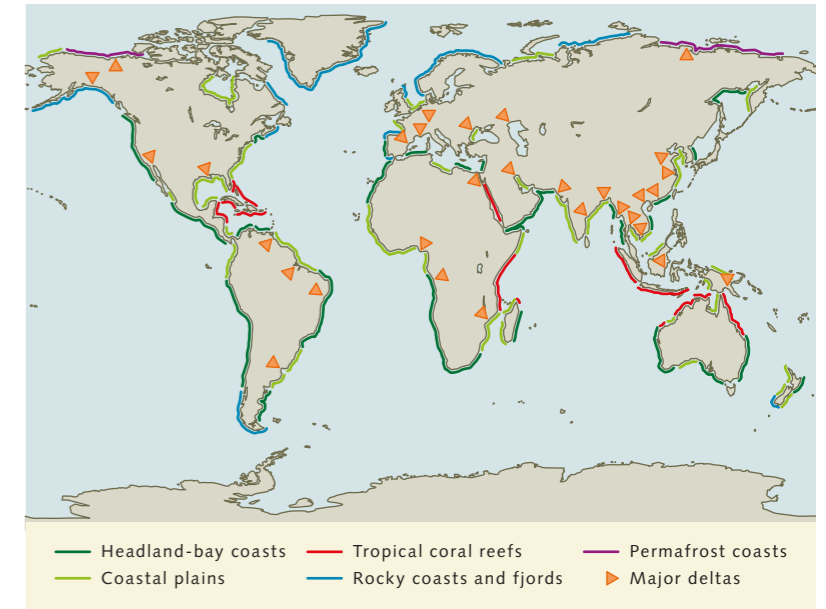 Headland-bay coasts Tropical coral reefs Permafrost coasts
Coastal plains Rocky coasts and fjords Major deltas